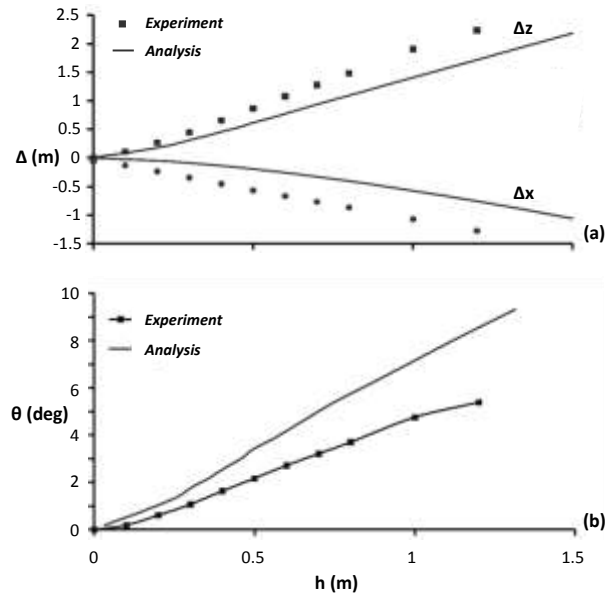 3
2.5
2
1.5
1
0.5
0
-0.5
-1
-1.5
Δ (m)
Experiment
Analysis
Δz
Δx
(a)
10
8
6
4
2
0
θ (deg)
Experiment
Analysis
(b)
0 0.5 1 1.5
h (m)